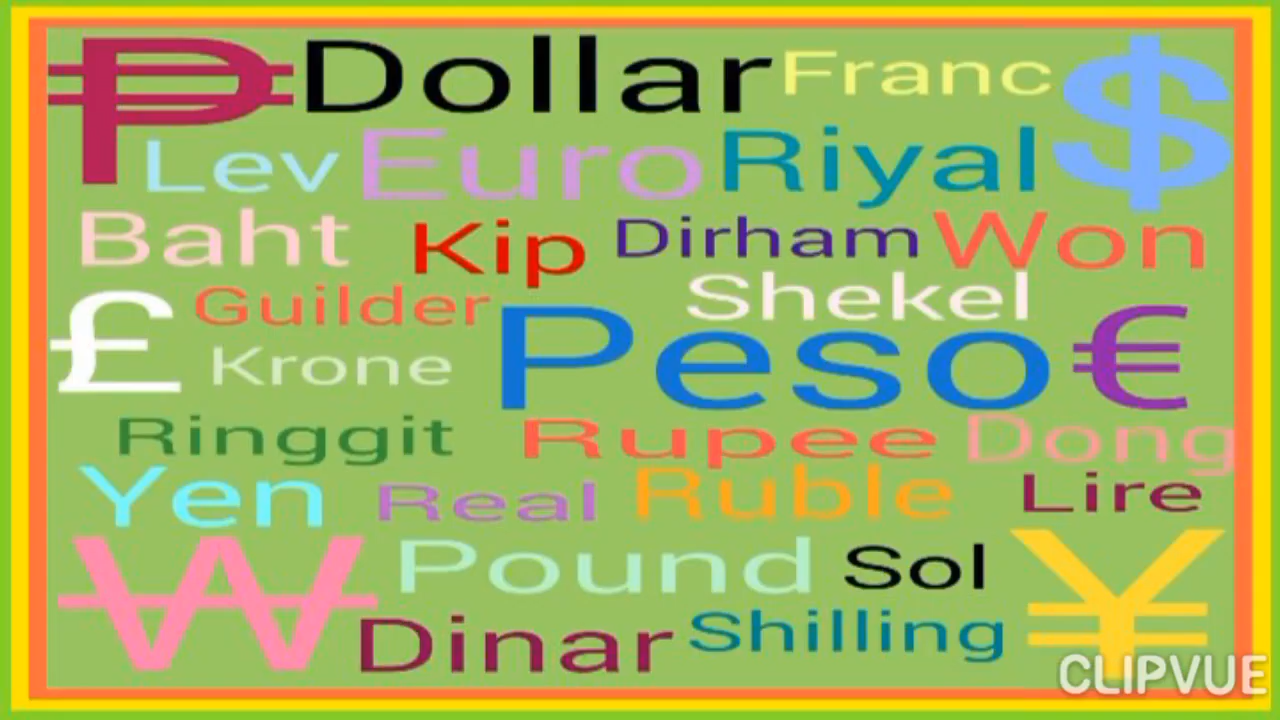 ₱ Dollar Franc $
Lev Euro Riyal
Baht Kip Dirham Won
£ Guilder Shekel
Krone Peso €
Ringgit Rupee Dong
Yen Real Ruble Lire
₩ Pound Sol ¥
Dinar Shilling
CLIPVUE